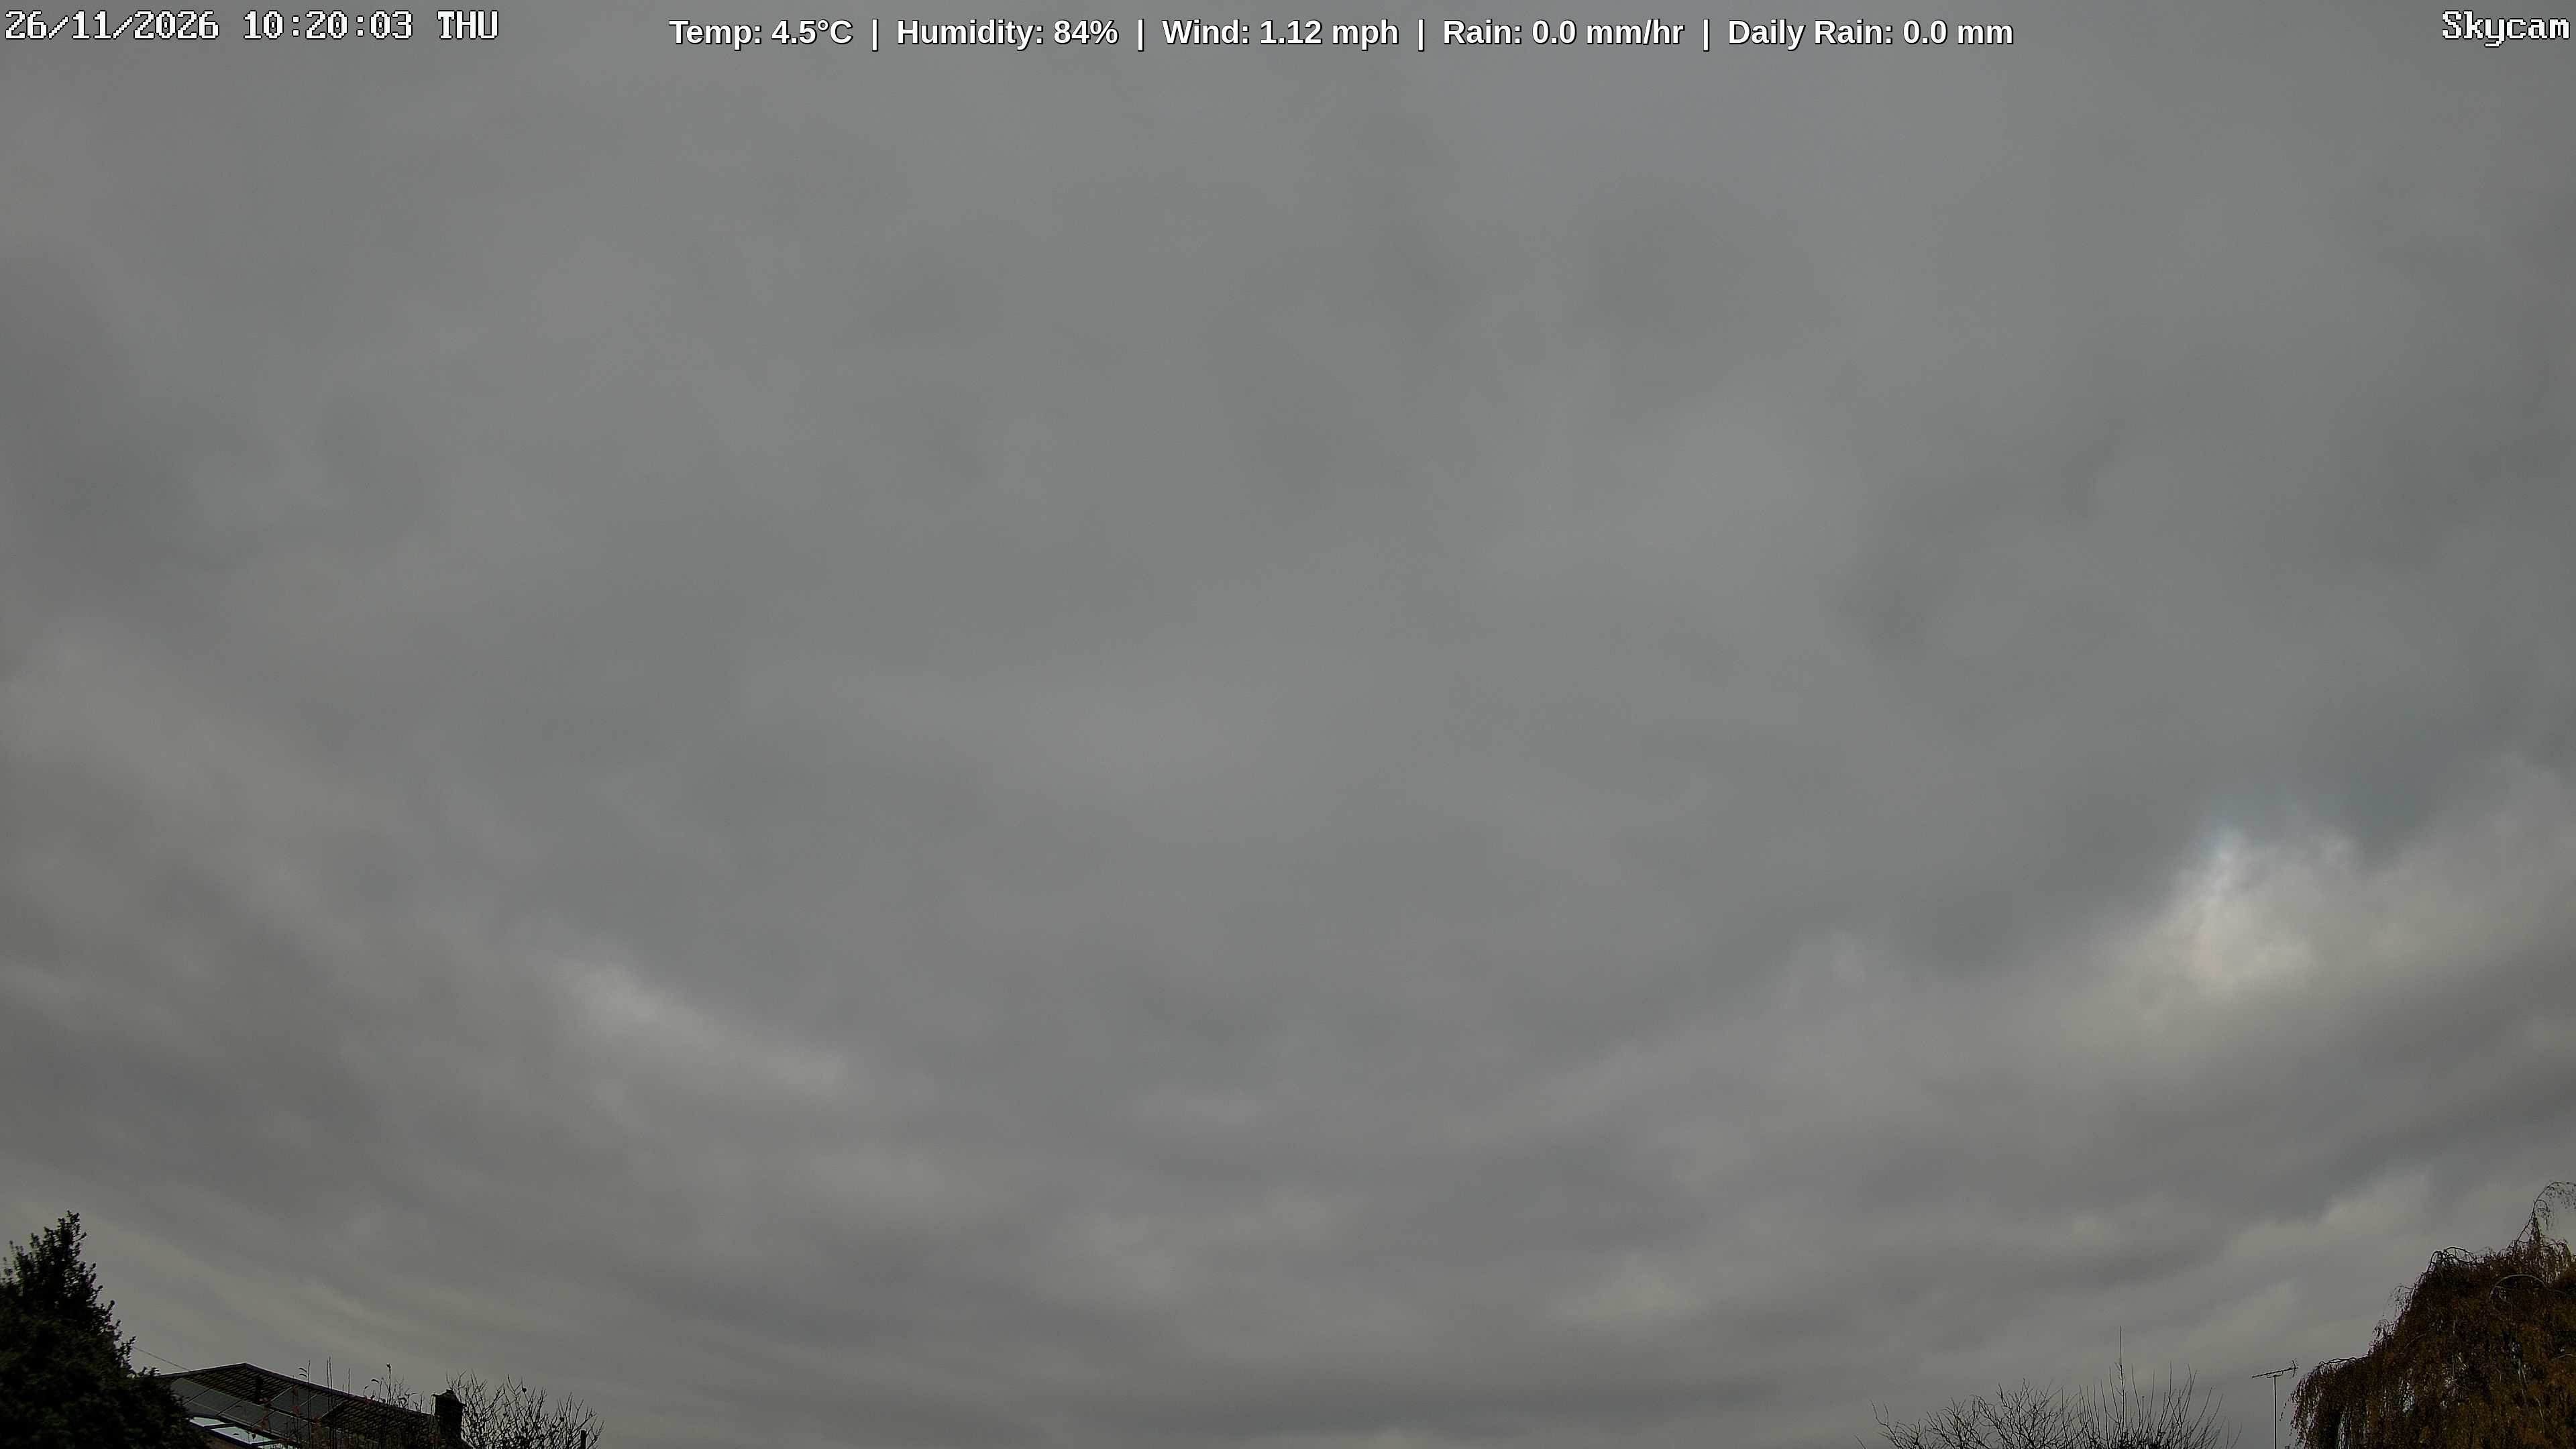 26/11/2026 10:20:03 THU
Temp: 4.5°C | Humidity: 84% | Wind: 1.12 mph | Rain: 0.0 mm/hr | Daily Rain: 0.0 mm
Skycam